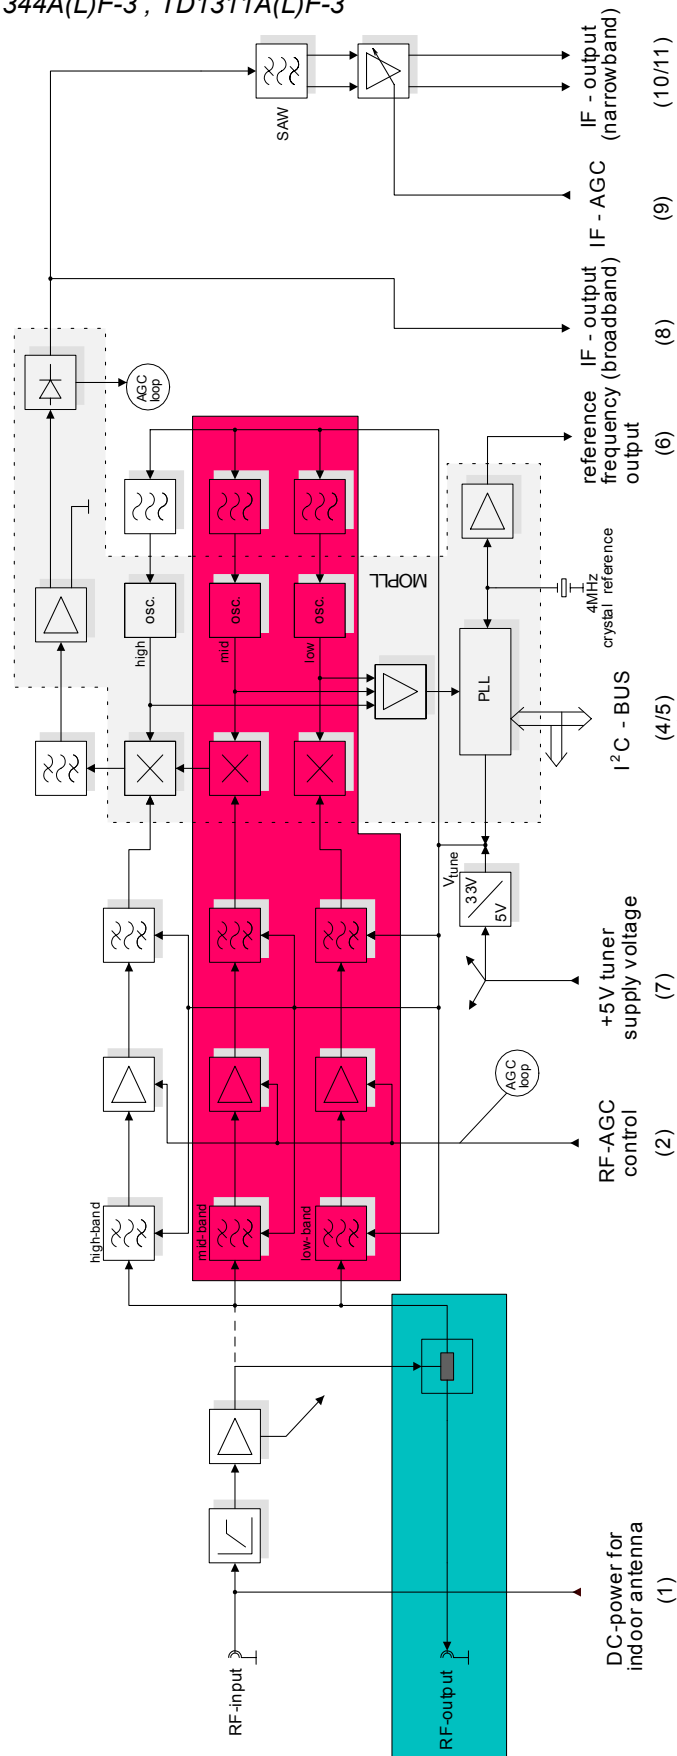 344A(L)F-3 , TD1311A(L)F-3
SAW
IF - output
(narrowband)
(10/11)
IF - AGC
(9)
IF - output
(broadband)
(8)
AGC
loop
reference
frequency
output
(6)
MOPLL
4MHz
crystal reference
osc.
high
osc.
mid
osc.
low
PLL
I²C - BUS
(4/5)
Vtune
33V
5V
+5V tuner
supply voltage
(7)
AGC
loop
RF-AGC
control
(2)
high-band
mid-band
low-band
DC-power for
indoor antenna
(1)
RF-input
RF-output